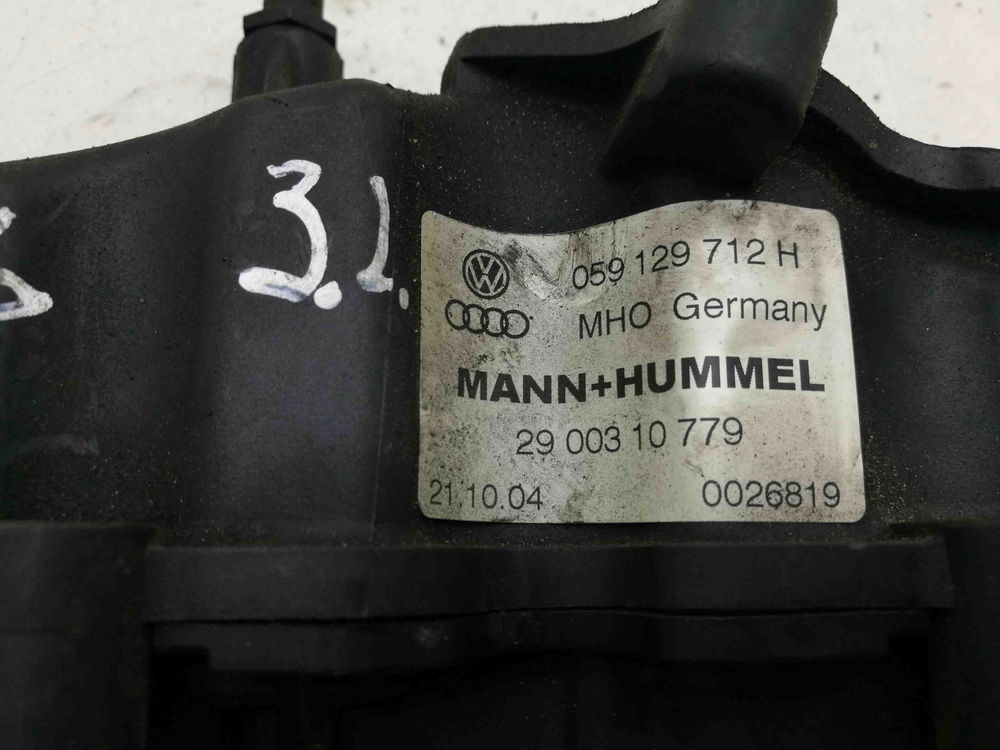 3.1.
059 129 712 H
MHO Germany
MANN+HUMMEL
29 003 10 779
21.10.04 0026819